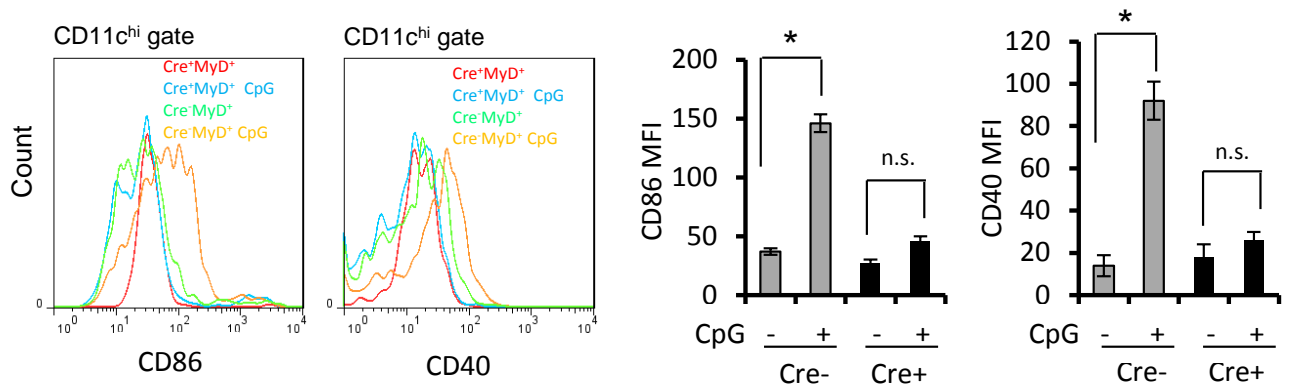 CD11chi gate
Cre+MyD+
Cre+MyD+ CpG
Cre-MyD+
Cre-MyD+ CpG
Count
0
10^0 10^1 10^2 10^3 10^4
CD86
CD11chi gate
Cre+MyD+
Cre+MyD+ CpG
Cre-MyD+
Cre-MyD+ CpG
0
10^0 10^1 10^2 10^3 10^4
CD40
CD86 MFI
200
150
100
50
0
*
n.s.
CpG - + - +
Cre- Cre+
CD40 MFI
120
100
80
60
40
20
0
*
n.s.
CpG - + - +
Cre- Cre+